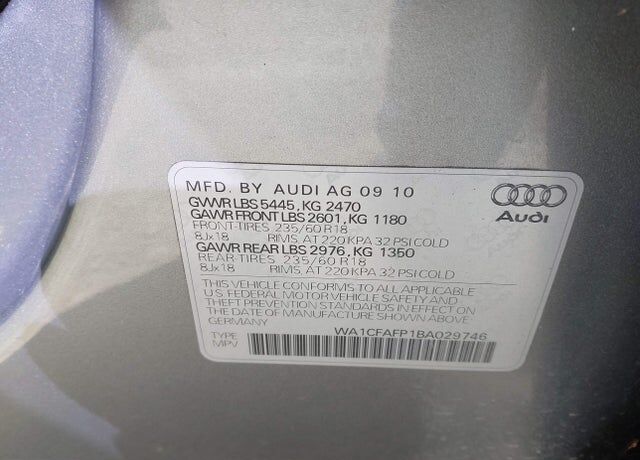 MFD. BY AUDI AG 09 10
GVWR LBS 5445, KG 2470
GAWR FRONT LBS 2601, KG 1180
FRONT-TIRES 235/60 R18
8Jx18 RIMS, AT 220 KPA 32 PSI COLD
GAWR REAR LBS 2976, KG 1350
REAR TIRES 235/60 R18
8Jx18 RIMS, AT 220 KPA 32 PSI COLD
THIS VEHICLE CONFORMS TO ALL APPLICABLE
U.S. FEDERAL MOTOR VEHICLE SAFETY AND
THEFT PREVENTION STANDARDS IN EFFECT ON
THE DATE OF MANUFACTURE SHOWN ABOVE.
GERMANY
WA1CFAFP1BA029746
TYPE
MPV
Audi